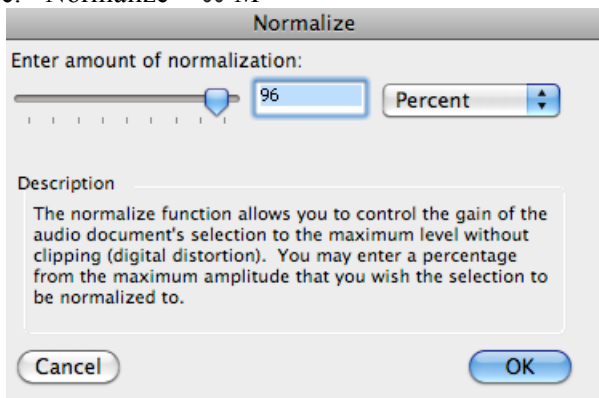 Normalize
Enter amount of normalization:
96 Percent
Description
The normalize function allows you to control the gain of the
audio document's selection to the maximum level without
clipping (digital distortion). You may enter a percentage
from the maximum amplitude that you wish the selection to
be normalized to.
Cancel OK